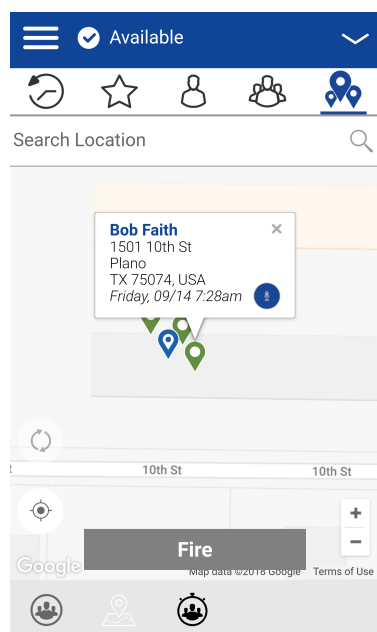 Available
Search Location
Bob Faith
1501 10th St
Plano
TX 75074, USA
Friday, 09/14 7:28am
10th St
10th St
Fire
Google
Map data ©2018 Google
Terms of Use